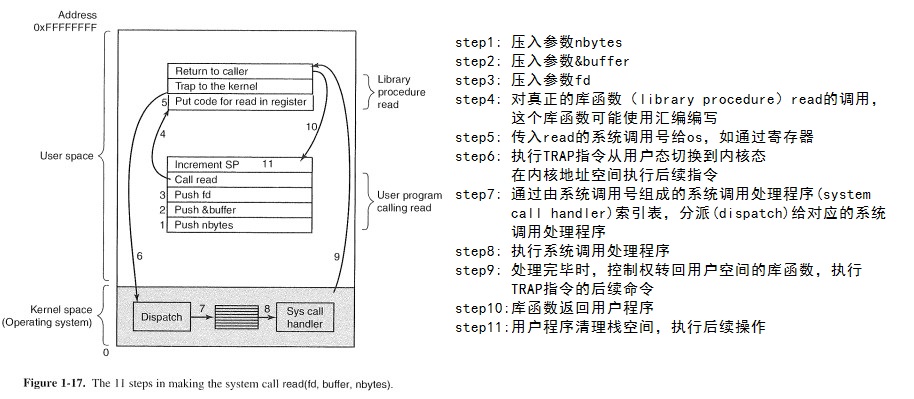 Address
0xFFFFFFFF
User space
Kernel space
(Operating system)
0
Return to caller
Trap to the kernel
5 Put code for read in register
Library
procedure
read
4
10
Increment SP 11
Call read
3 Push fd
2 Push &buffer
1 Push nbytes
User program
calling read
6
9
Dispatch
7
8
Sys call
handler
Figure 1-17. The 11 steps in making the system call read(fd, buffer, nbytes).
step1: 压入参数nbytes
step2: 压入参数&buffer
step3: 压入参数fd
step4: 对真正的库函数（library procedure）read的调用,
这个库函数可能使用汇编编写
step5: 传入read的系统调用号给os，如通过寄存器
step6: 执行TRAP指令从用户态切换到内核态
在内核地址空间执行后续指令
step7: 通过由系统调用号组成的系统调用处理程序(system
call handler)索引表，分派(dispatch)给对应的系统
调用处理程序
step8: 执行系统调用处理程序
step9: 处理完毕时，控制权转回用户空间的库函数，执行
TRAP指令的后续命令
step10:库函数返回用户程序
step11:用户程序清理栈空间，执行后续操作